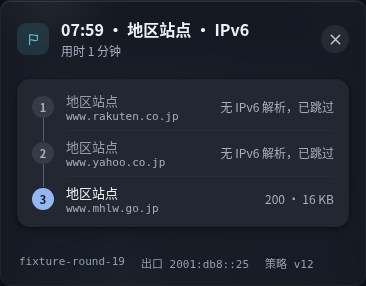 07:59 • 地区站点 • IPv6
用时 1 分钟
1 地区站点 无 IPv6 解析，已跳过
www.rakuten.co.jp
2 地区站点 无 IPv6 解析，已跳过
www.yahoo.co.jp
3 地区站点 200 • 16 KB
www.mhlw.go.jp
fixture-round-19 出口 2001:db8::25 策略 v12